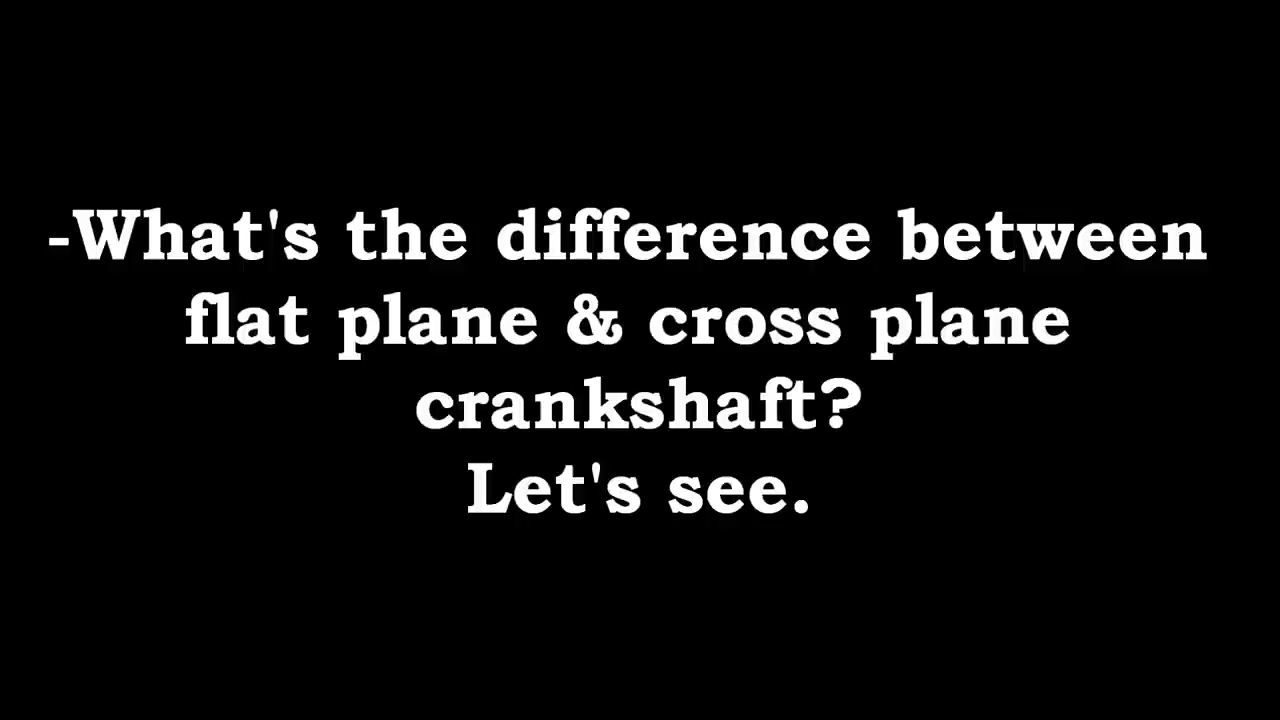 -What's the difference between
flat plane & cross plane
crankshaft?
Let's see.